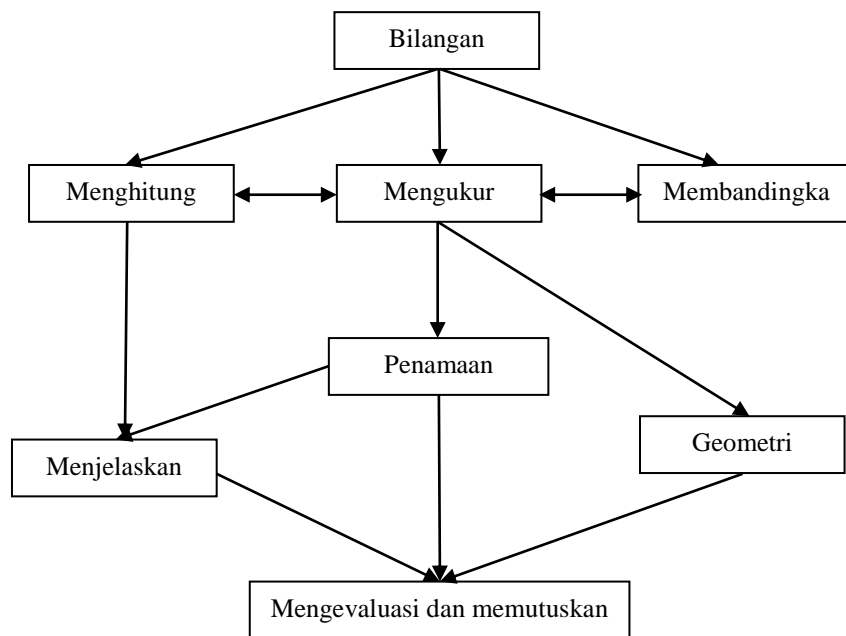 Bilangan
Menghitung
Mengukur
Membandingka
Penamaan
Geometri
Menjelaskan
Mengevaluasi dan memutuskan